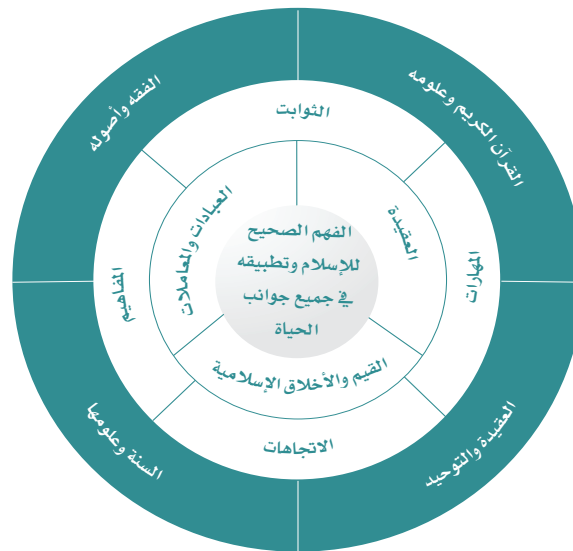 القرآن الكريم وعلومه
الفقه وأصوله
الثوابت
العقيدة
العبادات والمعاملات
الفهم الصحيح
للإسلام وتطبيقه
في جميع جوانب
الحياة
المهارات
المفاهيم
القيم والأخلاق الإسلامية
الاتجاهات
العقيدة والتوحيد
السنة وعلومها